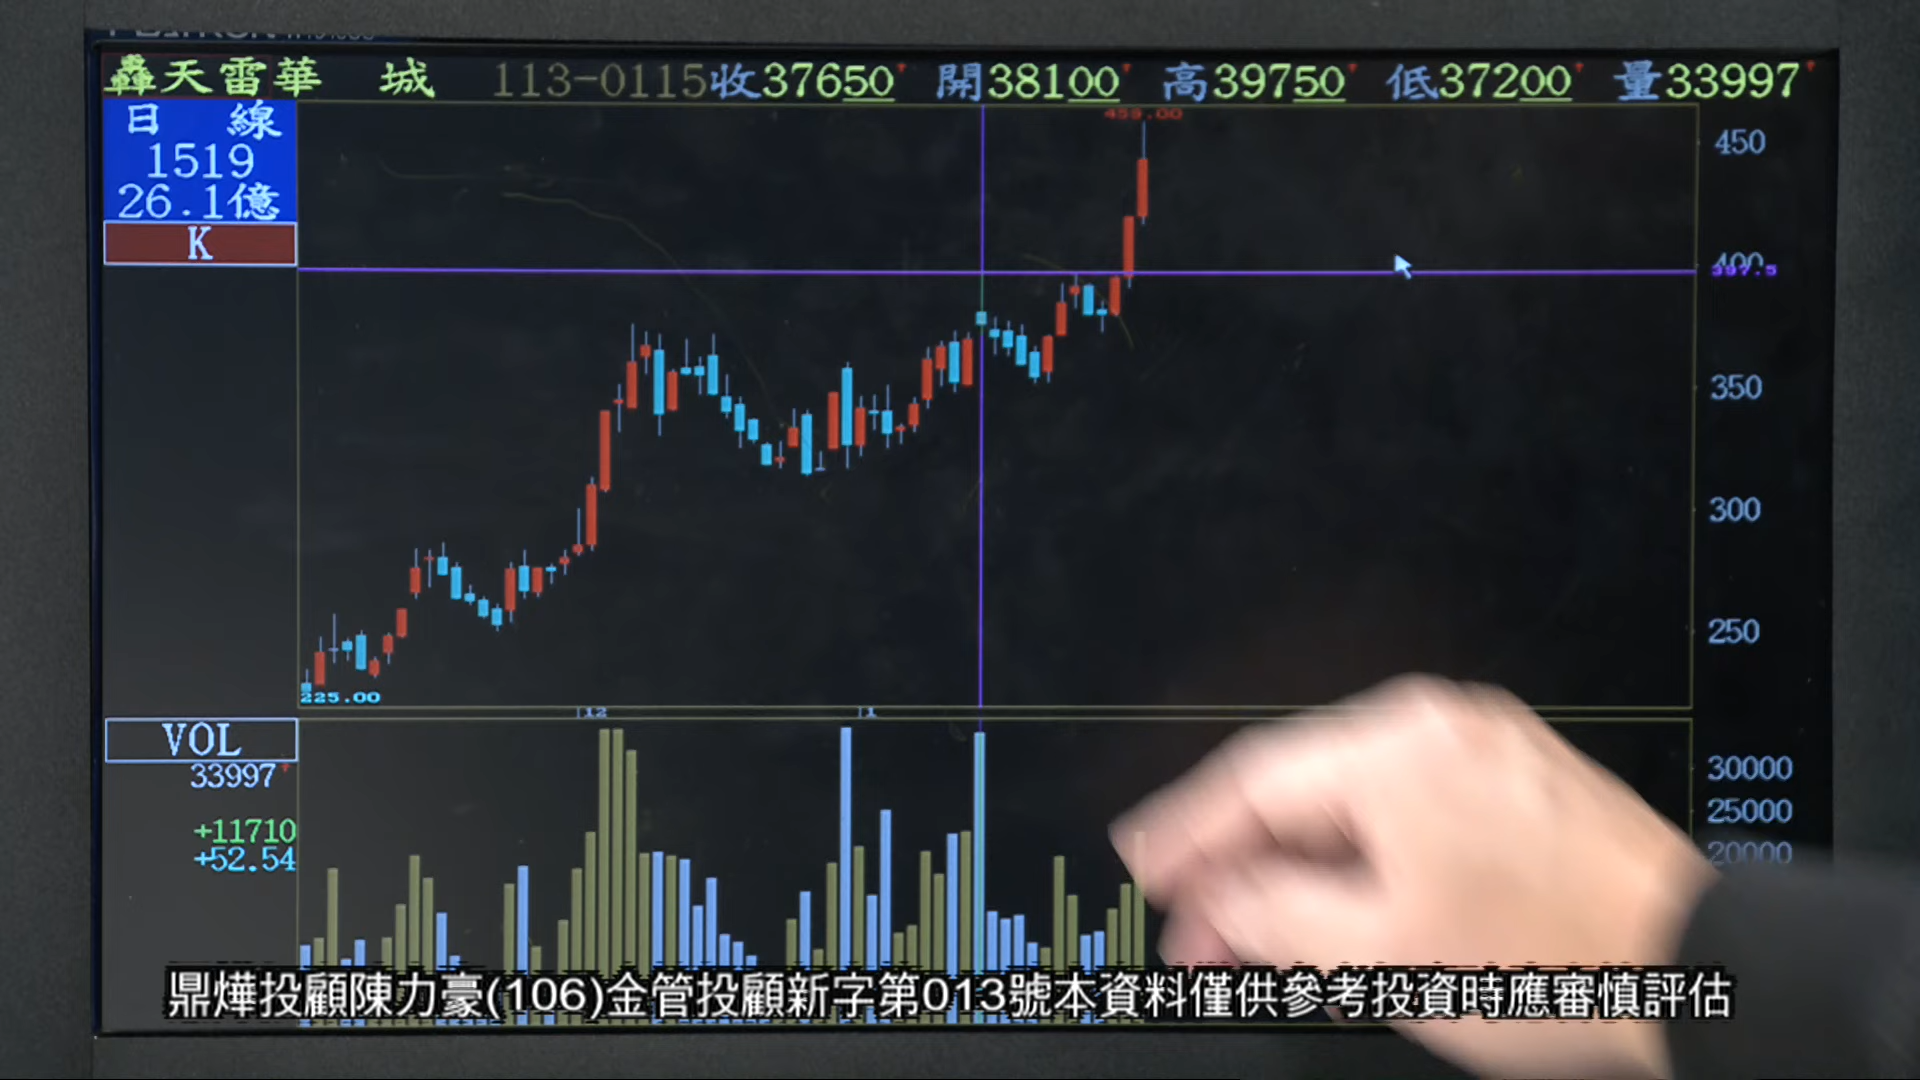 轟天雷華 城 113-0115收37650 開38100 高39750 低37200 量33997
日 線
1519
26.1億
K
459.00
450
400
397.5
350
300
250
225.00
12
1
VOL
33997
+11710
+52.54
30000
25000
20000
鼎燁投顧陳力豪(106)金管投顧新字第013號本資料僅供參考投資時應審慎評估